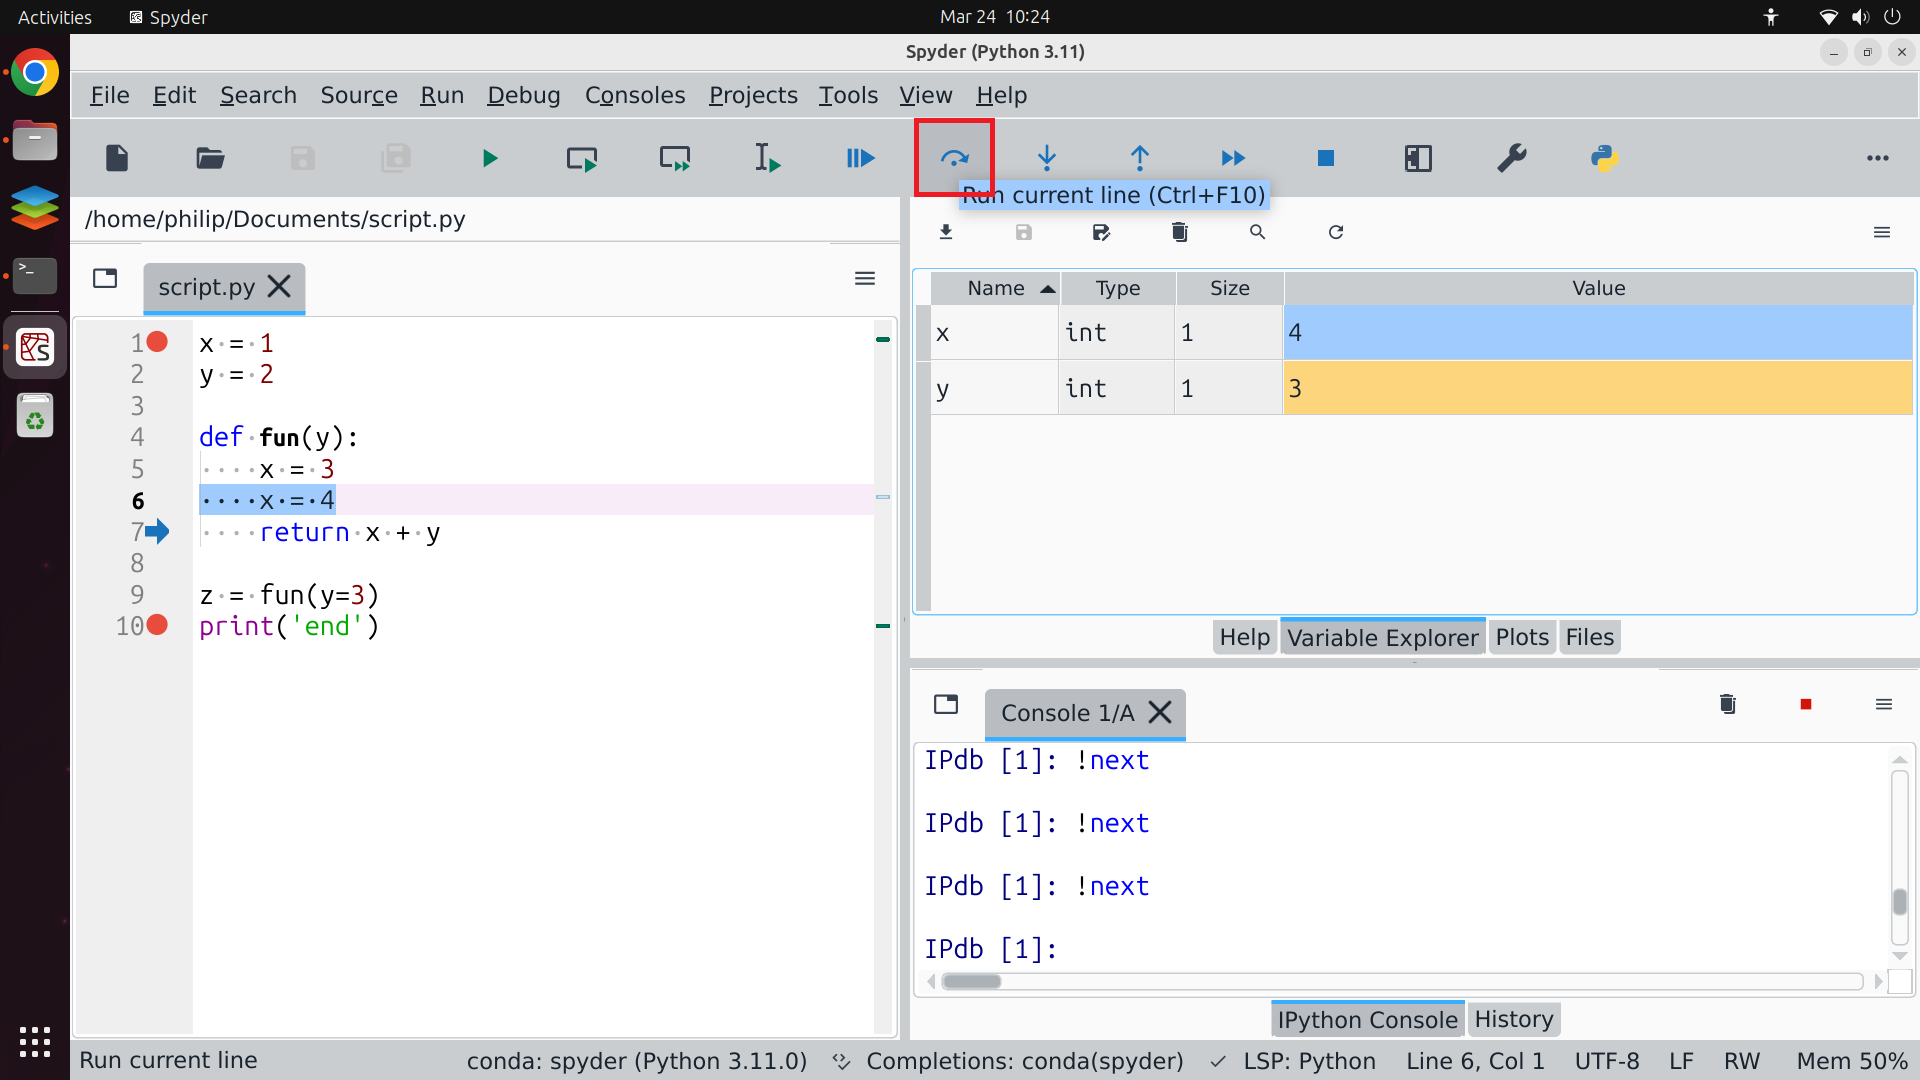 Activities Spyder Mar 24 10:24
Spyder (Python 3.11)
File Edit Search Source Run Debug Consoles Projects Tools View Help
Run current line (Ctrl+F10)
/home/philip/Documents/script.py
script.py
1 x = 1
2 y = 2
3
4 def fun(y):
5 x = 3
6 x = 4
7 return x + y
8
9 z = fun(y=3)
10 print('end')
Name Type Size Value
x int 1 4
y int 1 3
Help Variable Explorer Plots Files
Console 1/A
IPdb [1]: !next
IPdb [1]: !next
IPdb [1]: !next
IPdb [1]:
IPython Console History
Run current line conda: spyder (Python 3.11.0) Completions: conda(spyder) LSP: Python Line 6, Col 1 UTF-8 LF RW Mem 50%